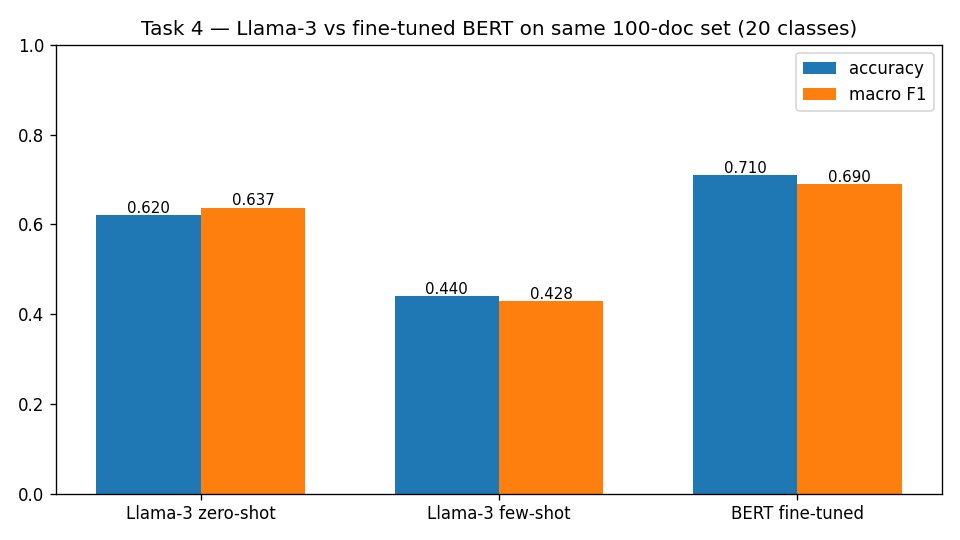 Task 4 — Llama-3 vs fine-tuned BERT on same 100-doc set (20 classes)
1.0
accuracy
macro F1
0.8
0.710
0.690
0.620
0.637
0.6
0.440
0.428
0.4
0.2
0.0
Llama-3 zero-shot
Llama-3 few-shot
BERT fine-tuned